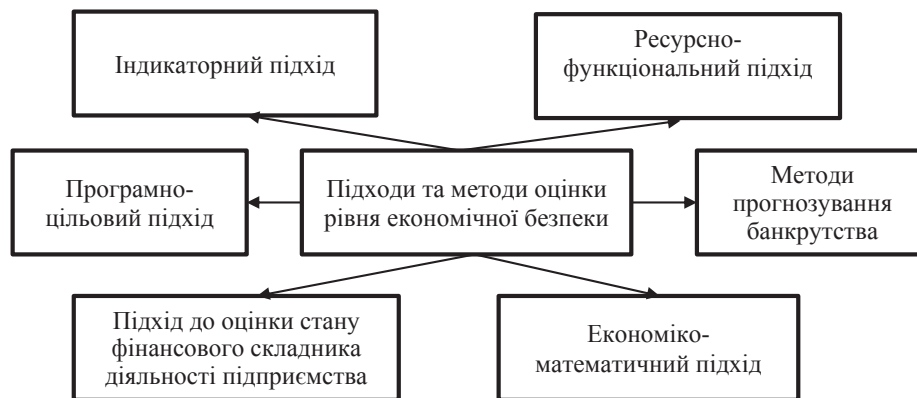 Індикаторний підхід
Ресурсно-
функціональний підхід
Програмно-
цільовий підхід
Підходи та методи оцінки
рівня економічної безпеки
Методи
прогнозування
банкрутства
Підхід до оцінки стану
фінансового складника
діяльності підприємства
Економіко-
математичний підхід